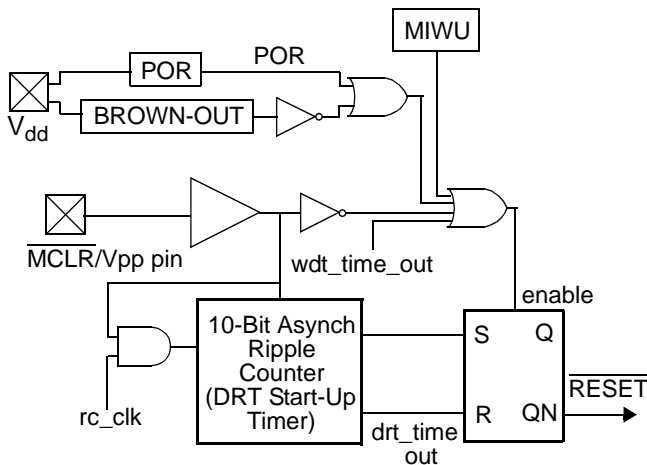 MIWU
POR
POR
BROWN-OUT
Vdd
MCLR/Vpp pin
wdt_time_out
enable
10-Bit Asynch
Ripple
Counter
(DRT Start-Up
Timer)
S Q
RESET
R QN
rc_clk
drt_time
out